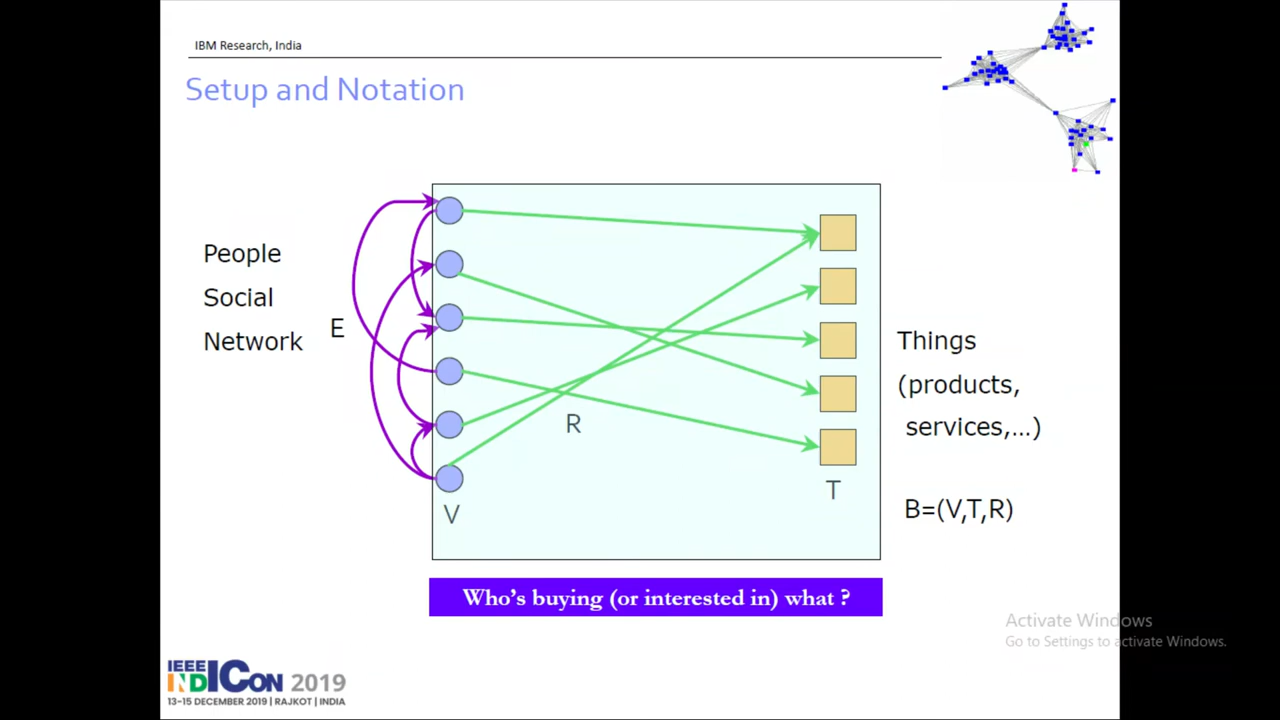 IBM Research, India
Setup and Notation
People
Social
Network
E
R
V
T
Things
(products,
services,...)
B=(V,T,R)
Who's buying (or interested in) what ?
Activate Windows
Go to Settings to activate Windows.
IEEE
INDICON 2019
13-15 DECEMBER 2019 | RAJKOT | INDIA